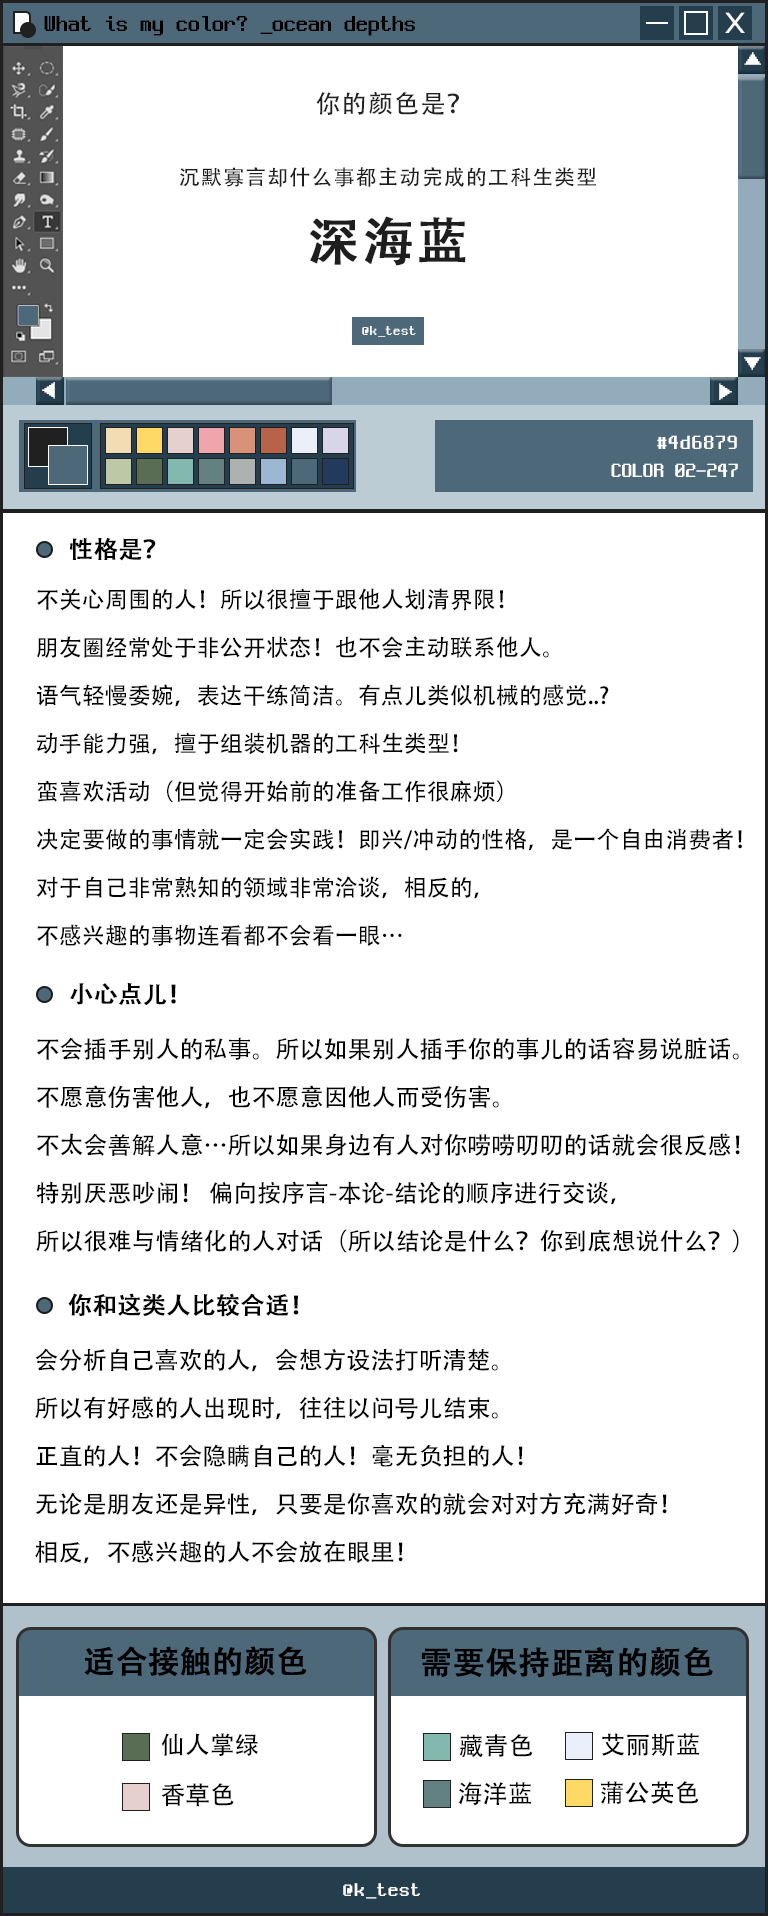 What is my color? _ocean depths
你的颜色是？
沉默寡言却什么事都主动完成的工科生类型
深海蓝
@k_test
T
#4d6879
COLOR 02-247
性格是？
不关心周围的人！所以很擅于跟他人划清界限！
朋友圈经常处于非公开状态！也不会主动联系他人。
语气轻慢委婉，表达干练简洁。有点儿类似机械的感觉..?
动手能力强，擅于组装机器的工科生类型！
蛮喜欢活动（但觉得开始前的准备工作很麻烦）
决定要做的事情就一定会实践！即兴/冲动的性格，是一个自由消费者！
对于自己非常熟知的领域非常洽谈，相反的，
不感兴趣的事物连看都不会看一眼…
小心点儿！
不会插手别人的私事。所以如果别人插手你的事儿的话容易说脏话。
不愿意伤害他人，也不愿意因他人而受伤害。
不太会善解人意…所以如果身边有人对你唠唠叨叨的话就会很反感！
特别厌恶吵闹！ 偏向按序言-本论-结论的顺序进行交谈，
所以很难与情绪化的人对话（所以结论是什么？你到底想说什么？）
你和这类人比较合适！
会分析自己喜欢的人，会想方设法打听清楚。
所以有好感的人出现时，往往以问号儿结束。
正直的人！不会隐瞒自己的人！毫无负担的人！
无论是朋友还是异性，只要是你喜欢的就会对对方充满好奇！
相反，不感兴趣的人不会放在眼里！
适合接触的颜色
仙人掌绿
香草色
需要保持距离的颜色
藏青色 艾丽斯蓝
海洋蓝 蒲公英色
@k_test